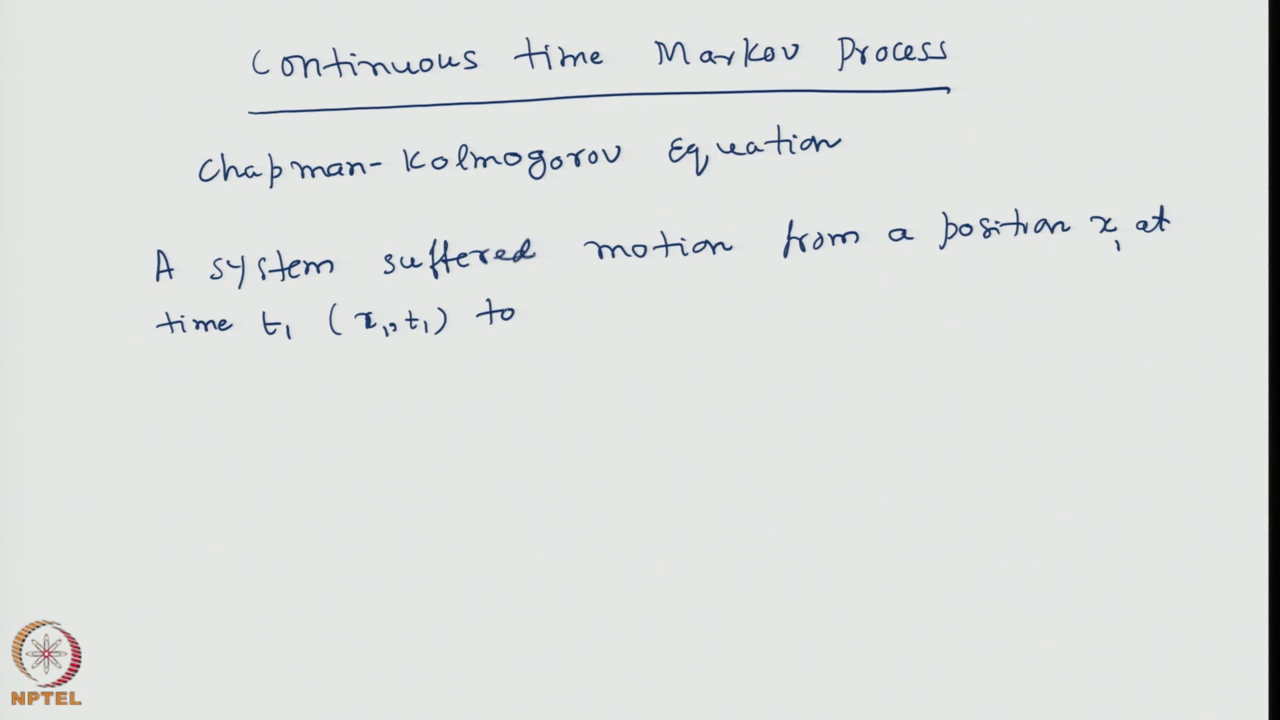 Continuous time Markov Process
Chapman-Kolmogorov Equation
A system suffered motion from a position x₁ at
time t₁ (x₁, t₁) to
NPTEL